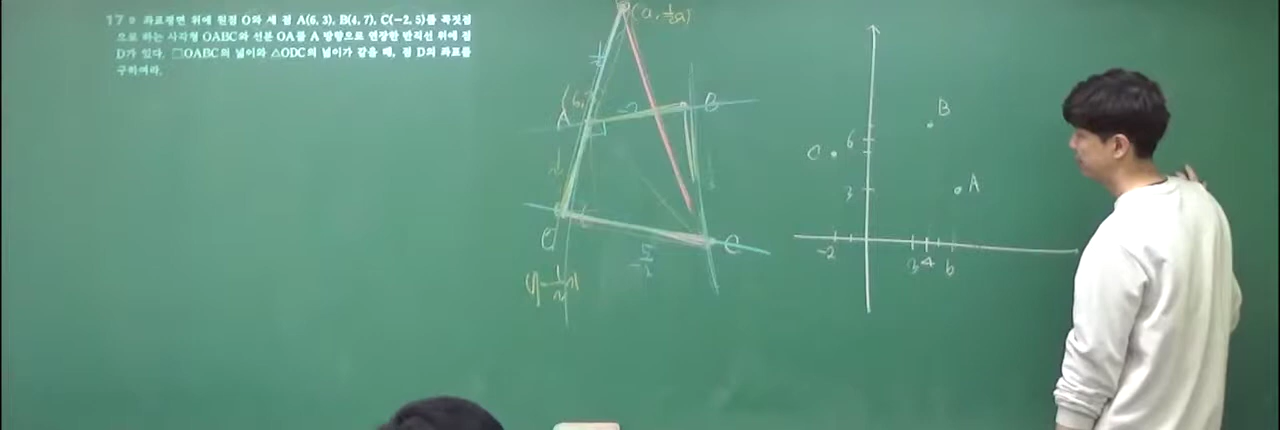 17 좌표평면 위에 원점 O와 세 점 A(6, 3), B(4, 7), C(−2, 5)를 꼭짓점
으로 하는 사각형 OABC와 선분 OA를 A 방향으로 연장한 반직선 위에 점
D가 있다. □OABC의 넓이와 △ODC의 넓이가 같을 때, 점 D의 좌표를
구하여라.
(a, ½a)
A
B
O
C
-5/2
y=½x
B
C
6
A
3
-2
3 4 6